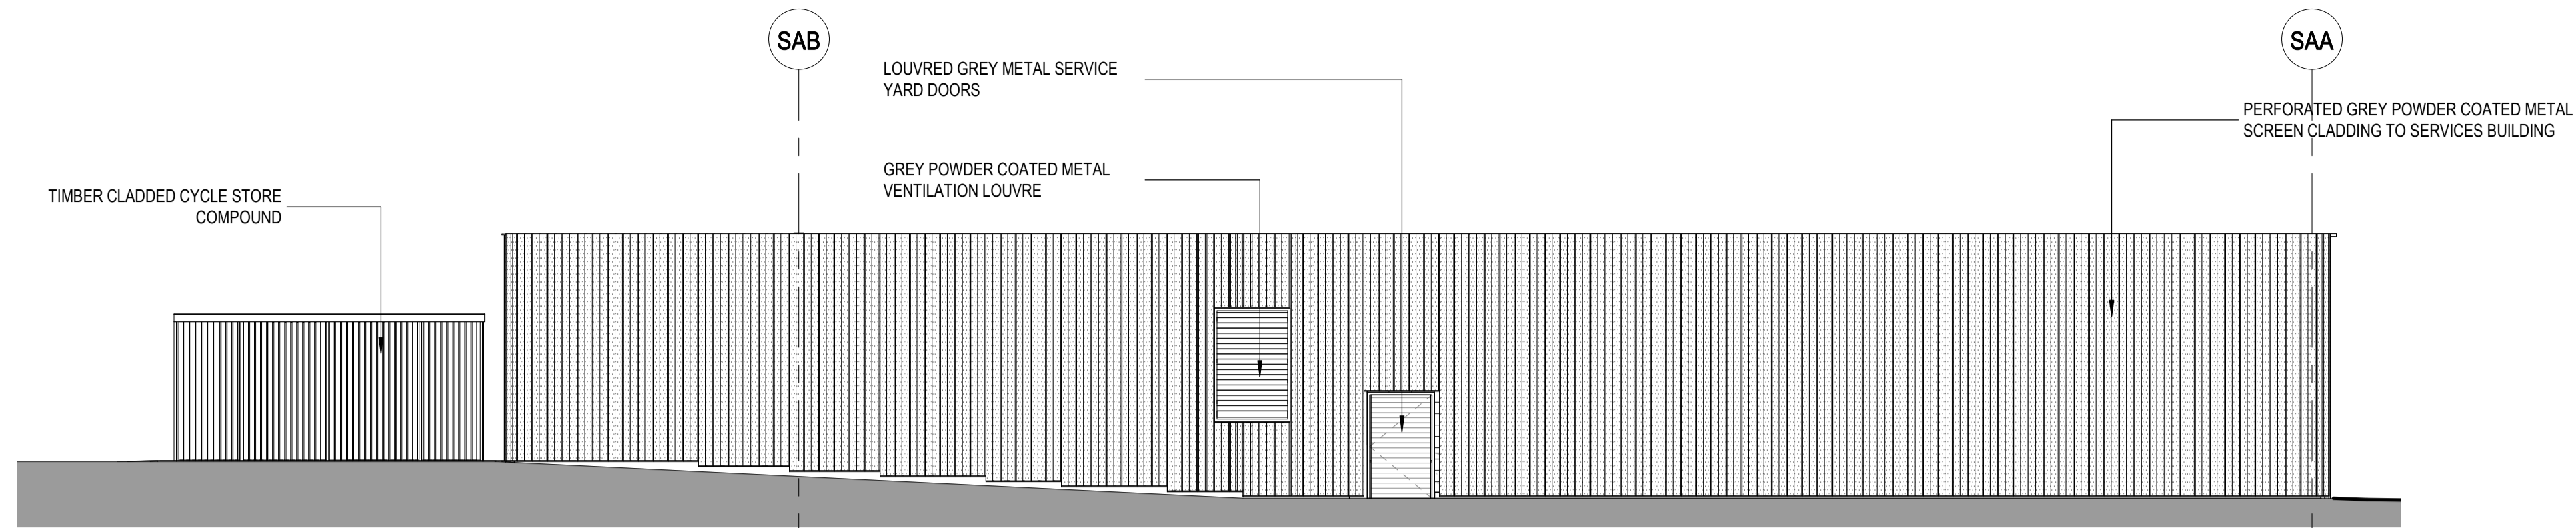 SAB
SAA
LOUVRED GREY METAL SERVICE
YARD DOORS
PERFORATED GREY POWDER COATED METAL
SCREEN CLADDING TO SERVICES BUILDING
GREY POWDER COATED METAL
VENTILATION LOUVRE
TIMBER CLADDED CYCLE STORE
COMPOUND